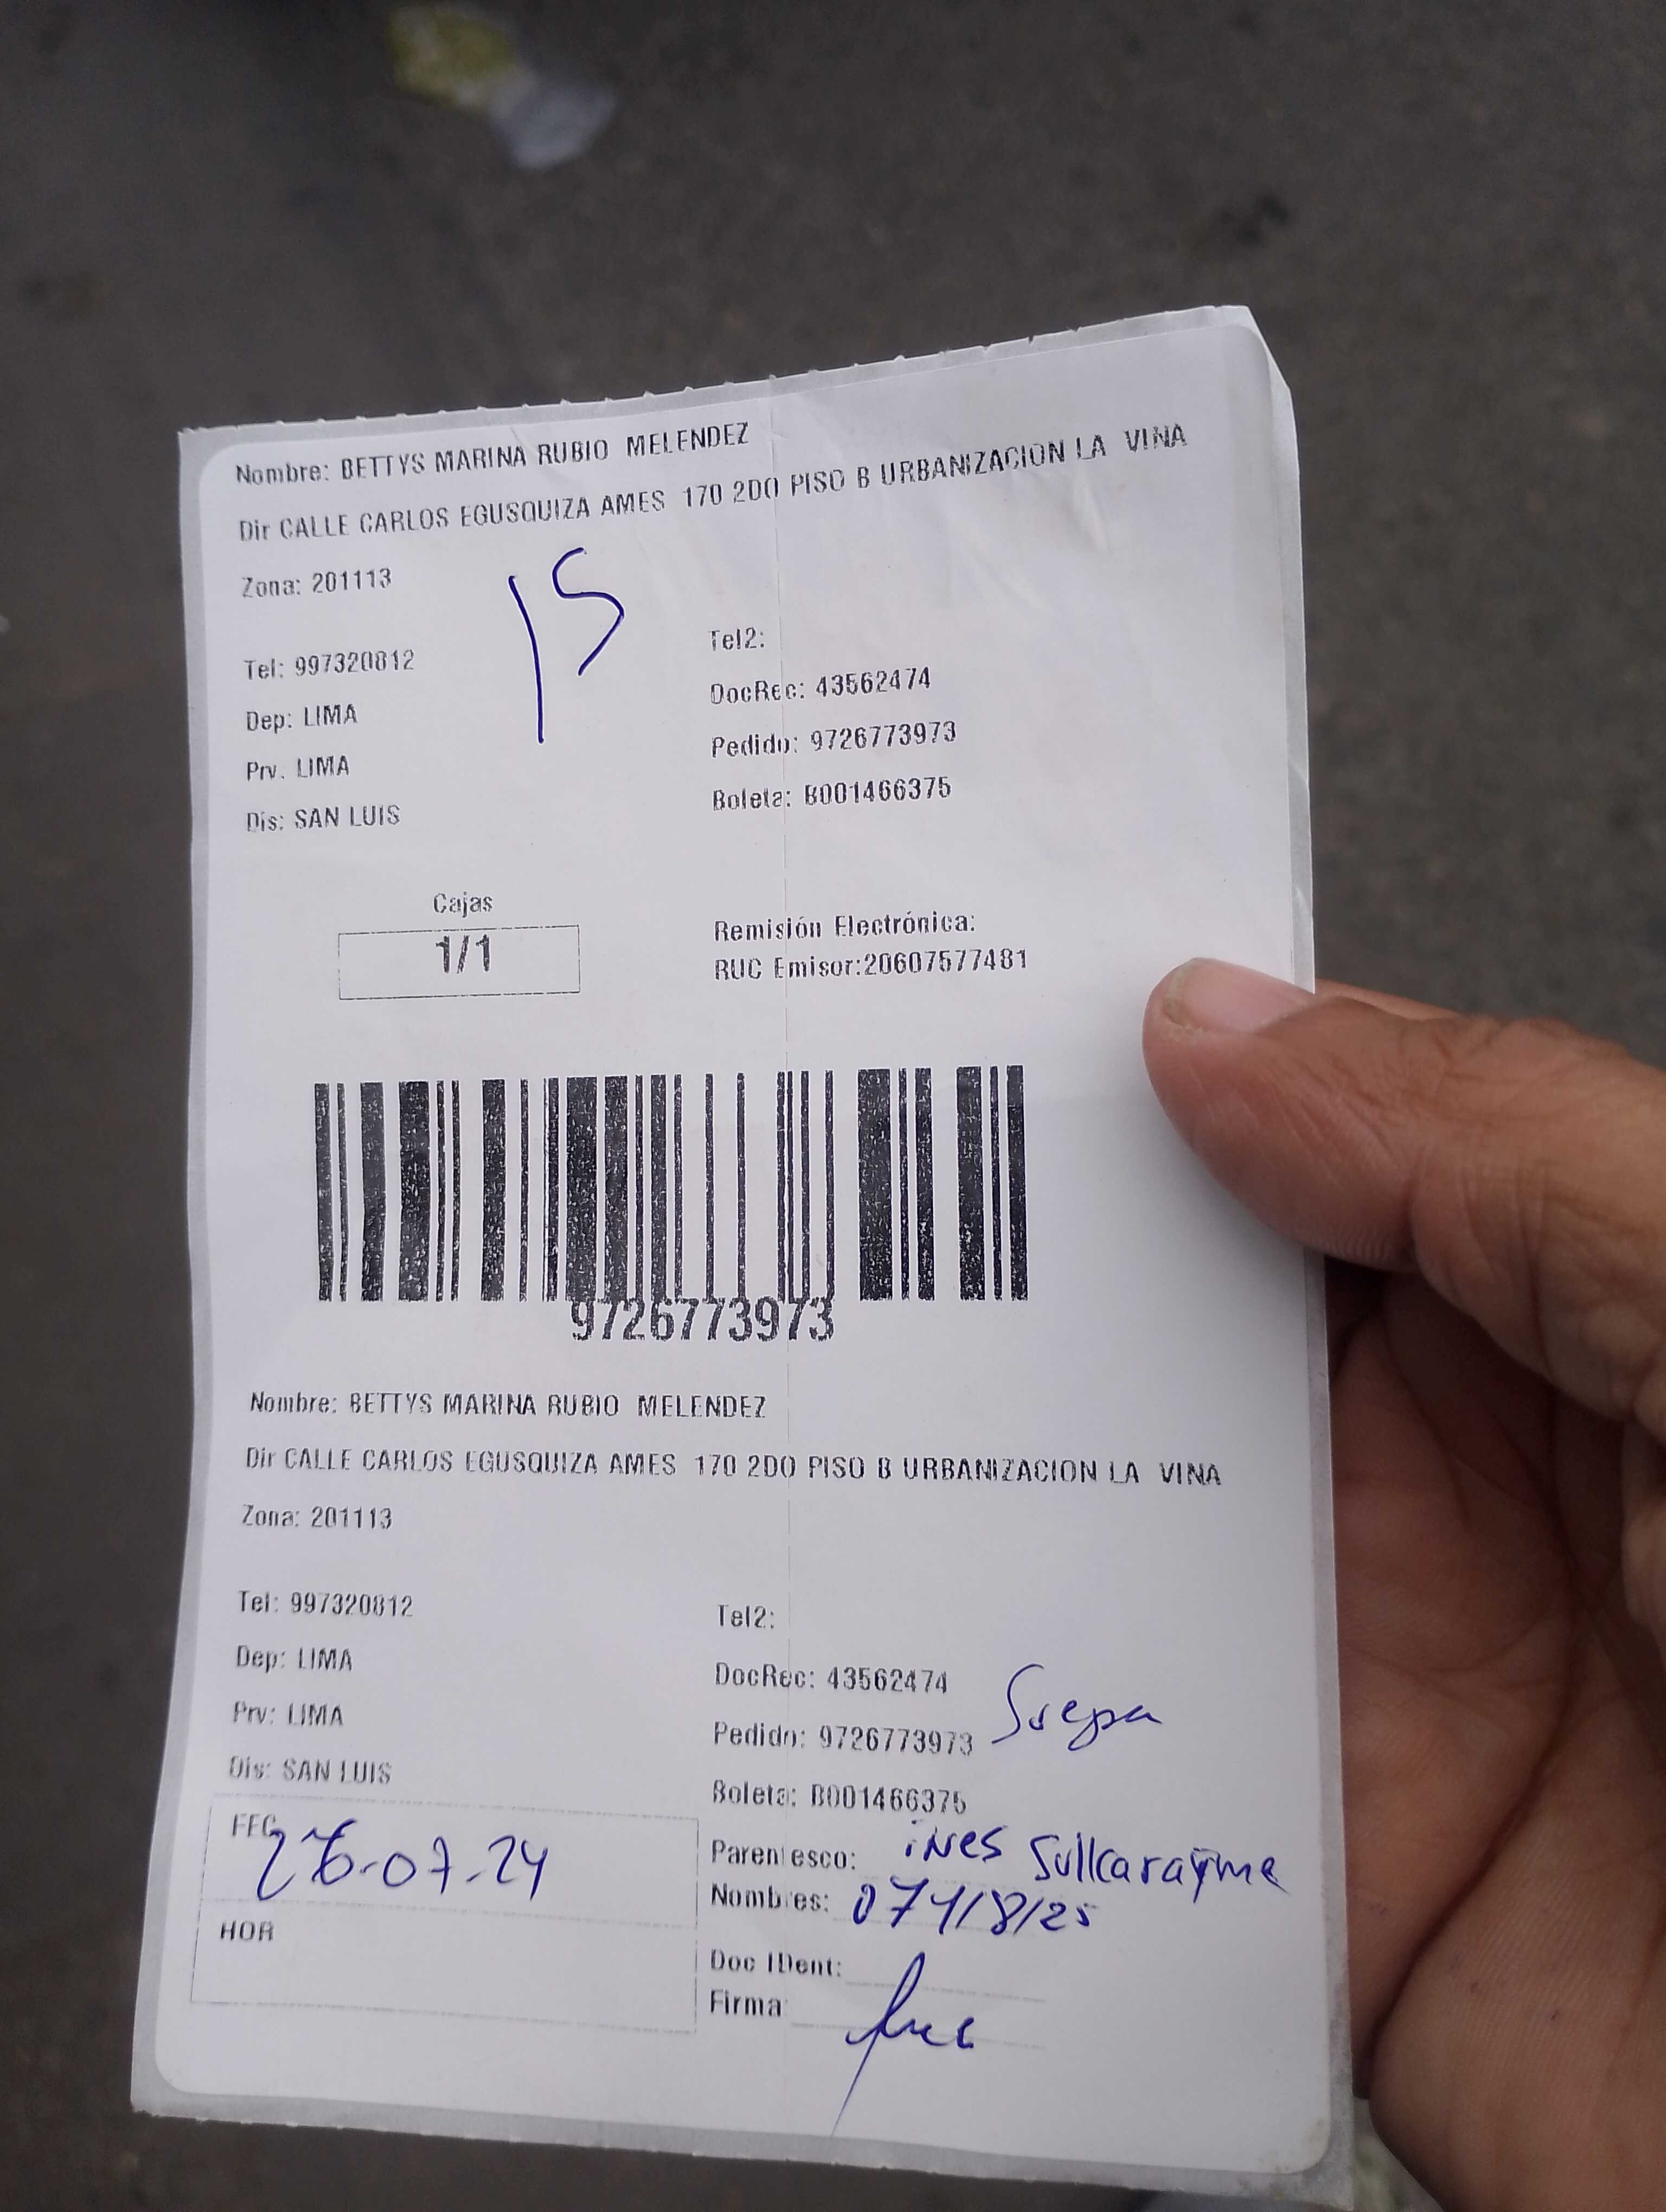 Nombre: BETTYS MARINA RUBIO MELENDEZ
Dir CALLE CARLOS EGUSQUIZA AMES 170 2DO PISO B URBANIZACION LA VINA
Zona: 201113
15
Tel: 997320812
Tel2:
Dep: LIMA
DocRec: 43562474
Prv. LIMA
Pedido: 9726773973
Dis: SAN LUIS
Boleta: B001466375
Cajas
1/1
Remisión Electrónica:
RUC Emisor:20607577481
9726773973
Nombre: BETTYS MARINA RUBIO MELENDEZ
Dir CALLE CARLOS EGUSQUIZA AMES 170 2DO PISO B URBANIZACION LA VINA
Zona: 201113
Tel: 997320812
Tel2:
Dep: LIMA
DocRec: 43562474
Prv: LIMA
Pedido: 9726773973
Dis: SAN LUIS
Boleta: B001466375
FEC
26-07-24
Parentesco: iNes Sullcarayme
Nombres:
HOR
Doc IDent:
Firma